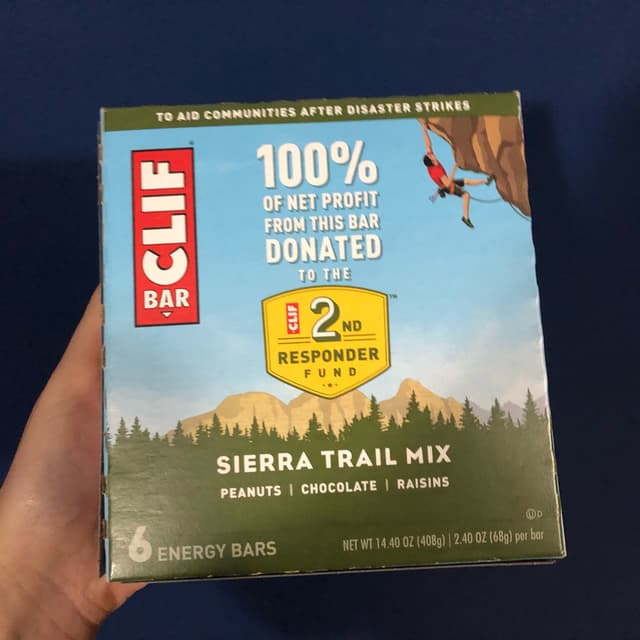 TO AID COMMUNITIES AFTER DISASTER STRIKES
CLIF
BAR
100%
OF NET PROFIT
FROM THIS BAR
DONATED
TO THE
CLIF 2ND
RESPONDER
FUND
SIERRA TRAIL MIX
PEANUTS | CHOCOLATE | RAISINS
6 ENERGY BARS
NET WT 14.40 OZ (408g) | 2.40 OZ (68g) per bar